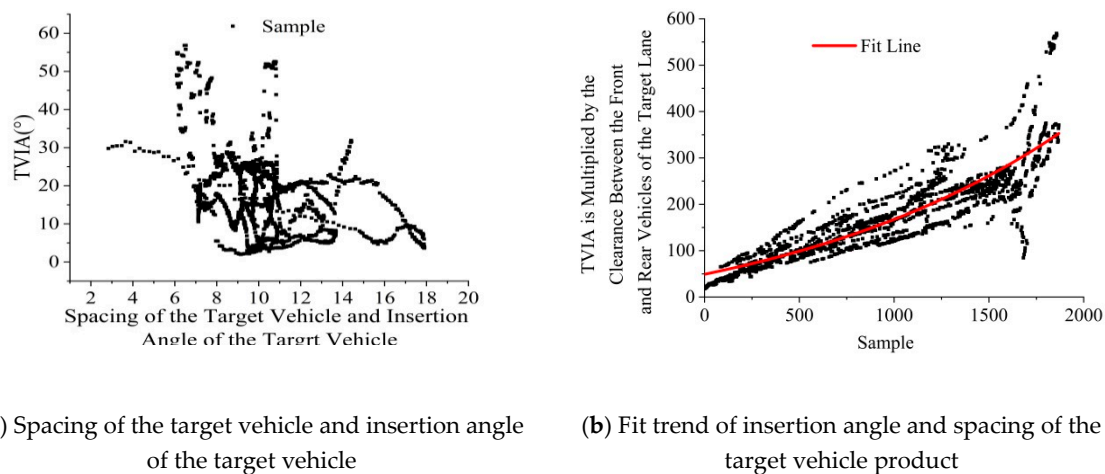 60
50
40
30
20
10
0
TVIA(°)
Sample
2 4 6 8 10 12 14 16 18 20
Spacing of the Target Vehicle and Insertion
Angle of the Targrt Vehicle
600
500
400
300
200
100
0
TVIA is Multiplied by the
Clearance Between the Front
and Rear Vehicles of the Target Lane
Fit Line
0 500 1000 1500 2000
Sample
) Spacing of the target vehicle and insertion angle
of the target vehicle
(b) Fit trend of insertion angle and spacing of the
target vehicle product